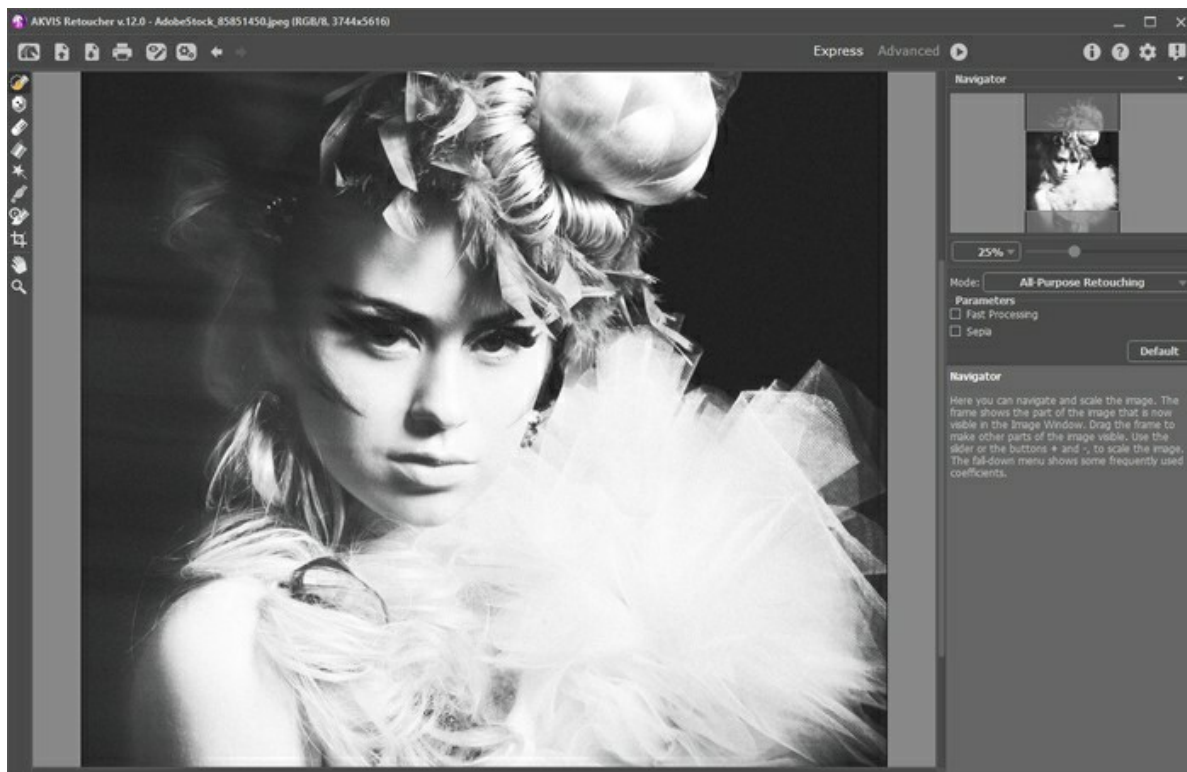 AKVIS Retoucher v.12.0 - AdobeStock_85851450.jpeg (RGB/8, 3744x5616)
Express Advanced
Navigator
25%
Mode: All-Purpose Retouching
Parameters
Fast Processing
Sepia
Default
Navigator
Here you can navigate and scale the image. The
frame shows the part of the image that is now
visible in the Image Window. Drag the frame to
make other parts of the image visible. Use the
slider or the buttons + and -, to scale the image.
The fall-down menu shows some frequently used
coefficients.